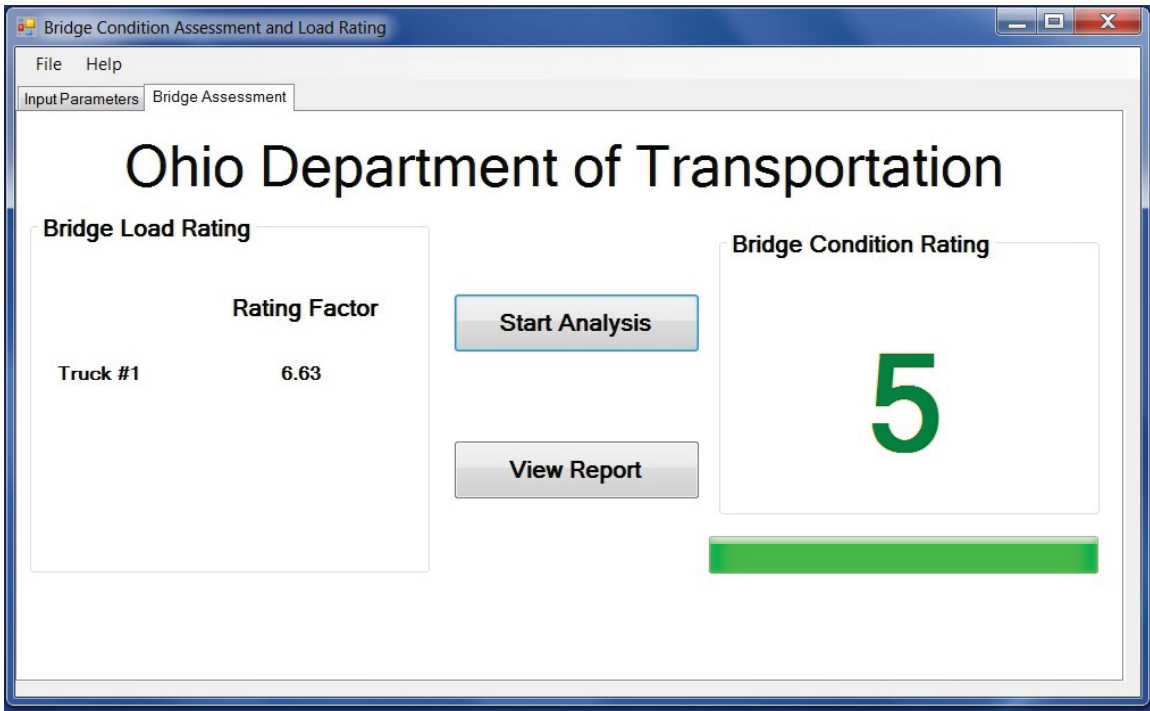 Bridge Condition Assessment and Load Rating
File Help
Input Parameters Bridge Assessment
Ohio Department of Transportation
Bridge Load Rating
Rating Factor
Truck #1 6.63
Start Analysis
View Report
Bridge Condition Rating
5